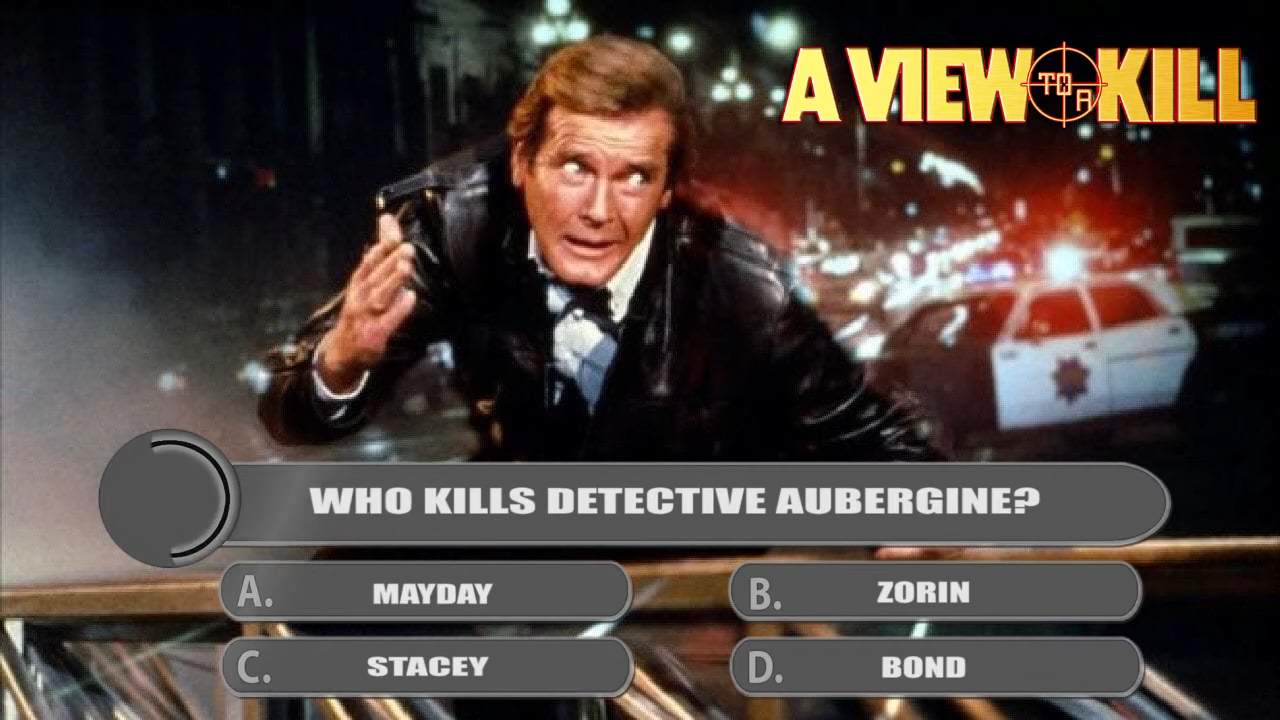 A VIEW TO A KILL
WHO KILLS DETECTIVE AUBERGINE?
A. MAYDAY
B. ZORIN
C. STACEY
D. BOND